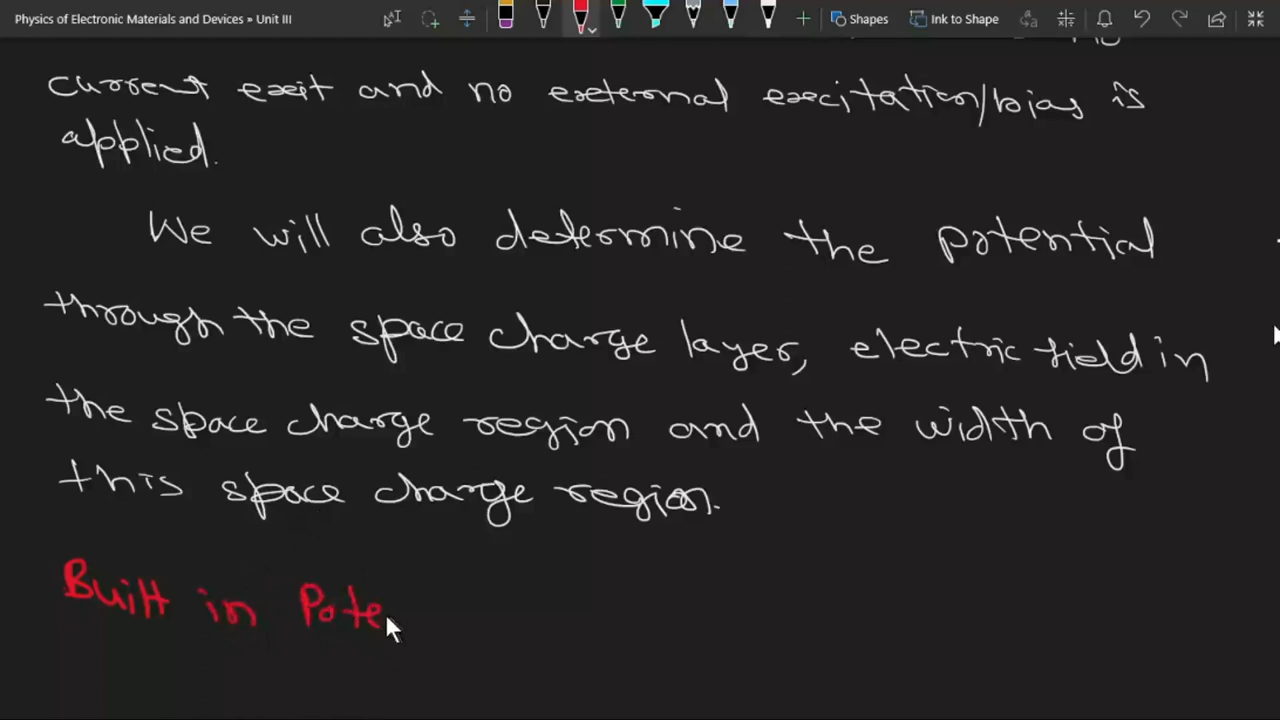 Physics of Electronic Materials and Devices » Unit III
Shapes
Ink to Shape
current exit and no external excitation/bias is
applied.
We will also determine the potential
through the space charge layer, electric field in
the space charge region and the width of
this space charge region.
Built in Pote